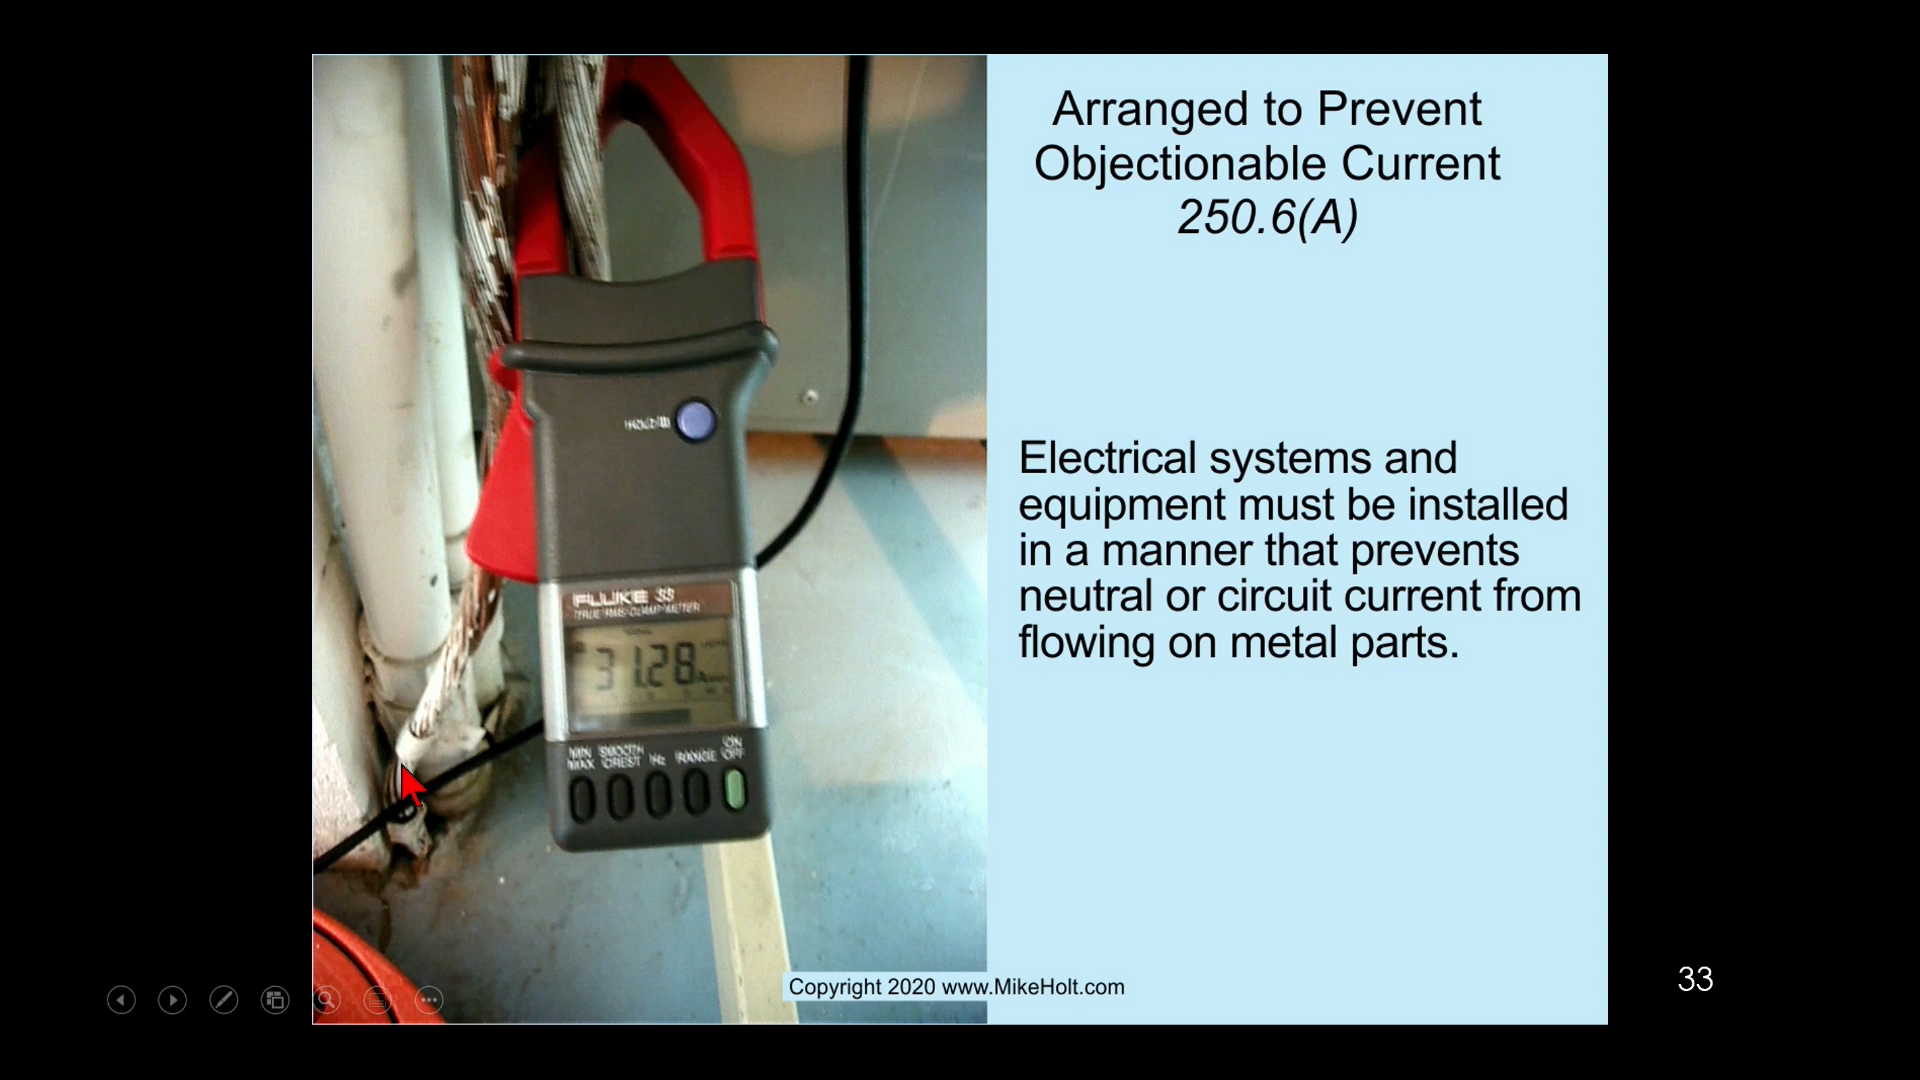 Arranged to Prevent
Objectionable Current
250.6(A)
Electrical systems and
equipment must be installed
in a manner that prevents
neutral or circuit current from
flowing on metal parts.
HOLD
FLUKE 33
TRUE RMS CLAMP METER
31.28 A
MIN MAX
SMOOTH CREST
Hz
RANGE
ON OFF
Copyright 2020 www.MikeHolt.com
33